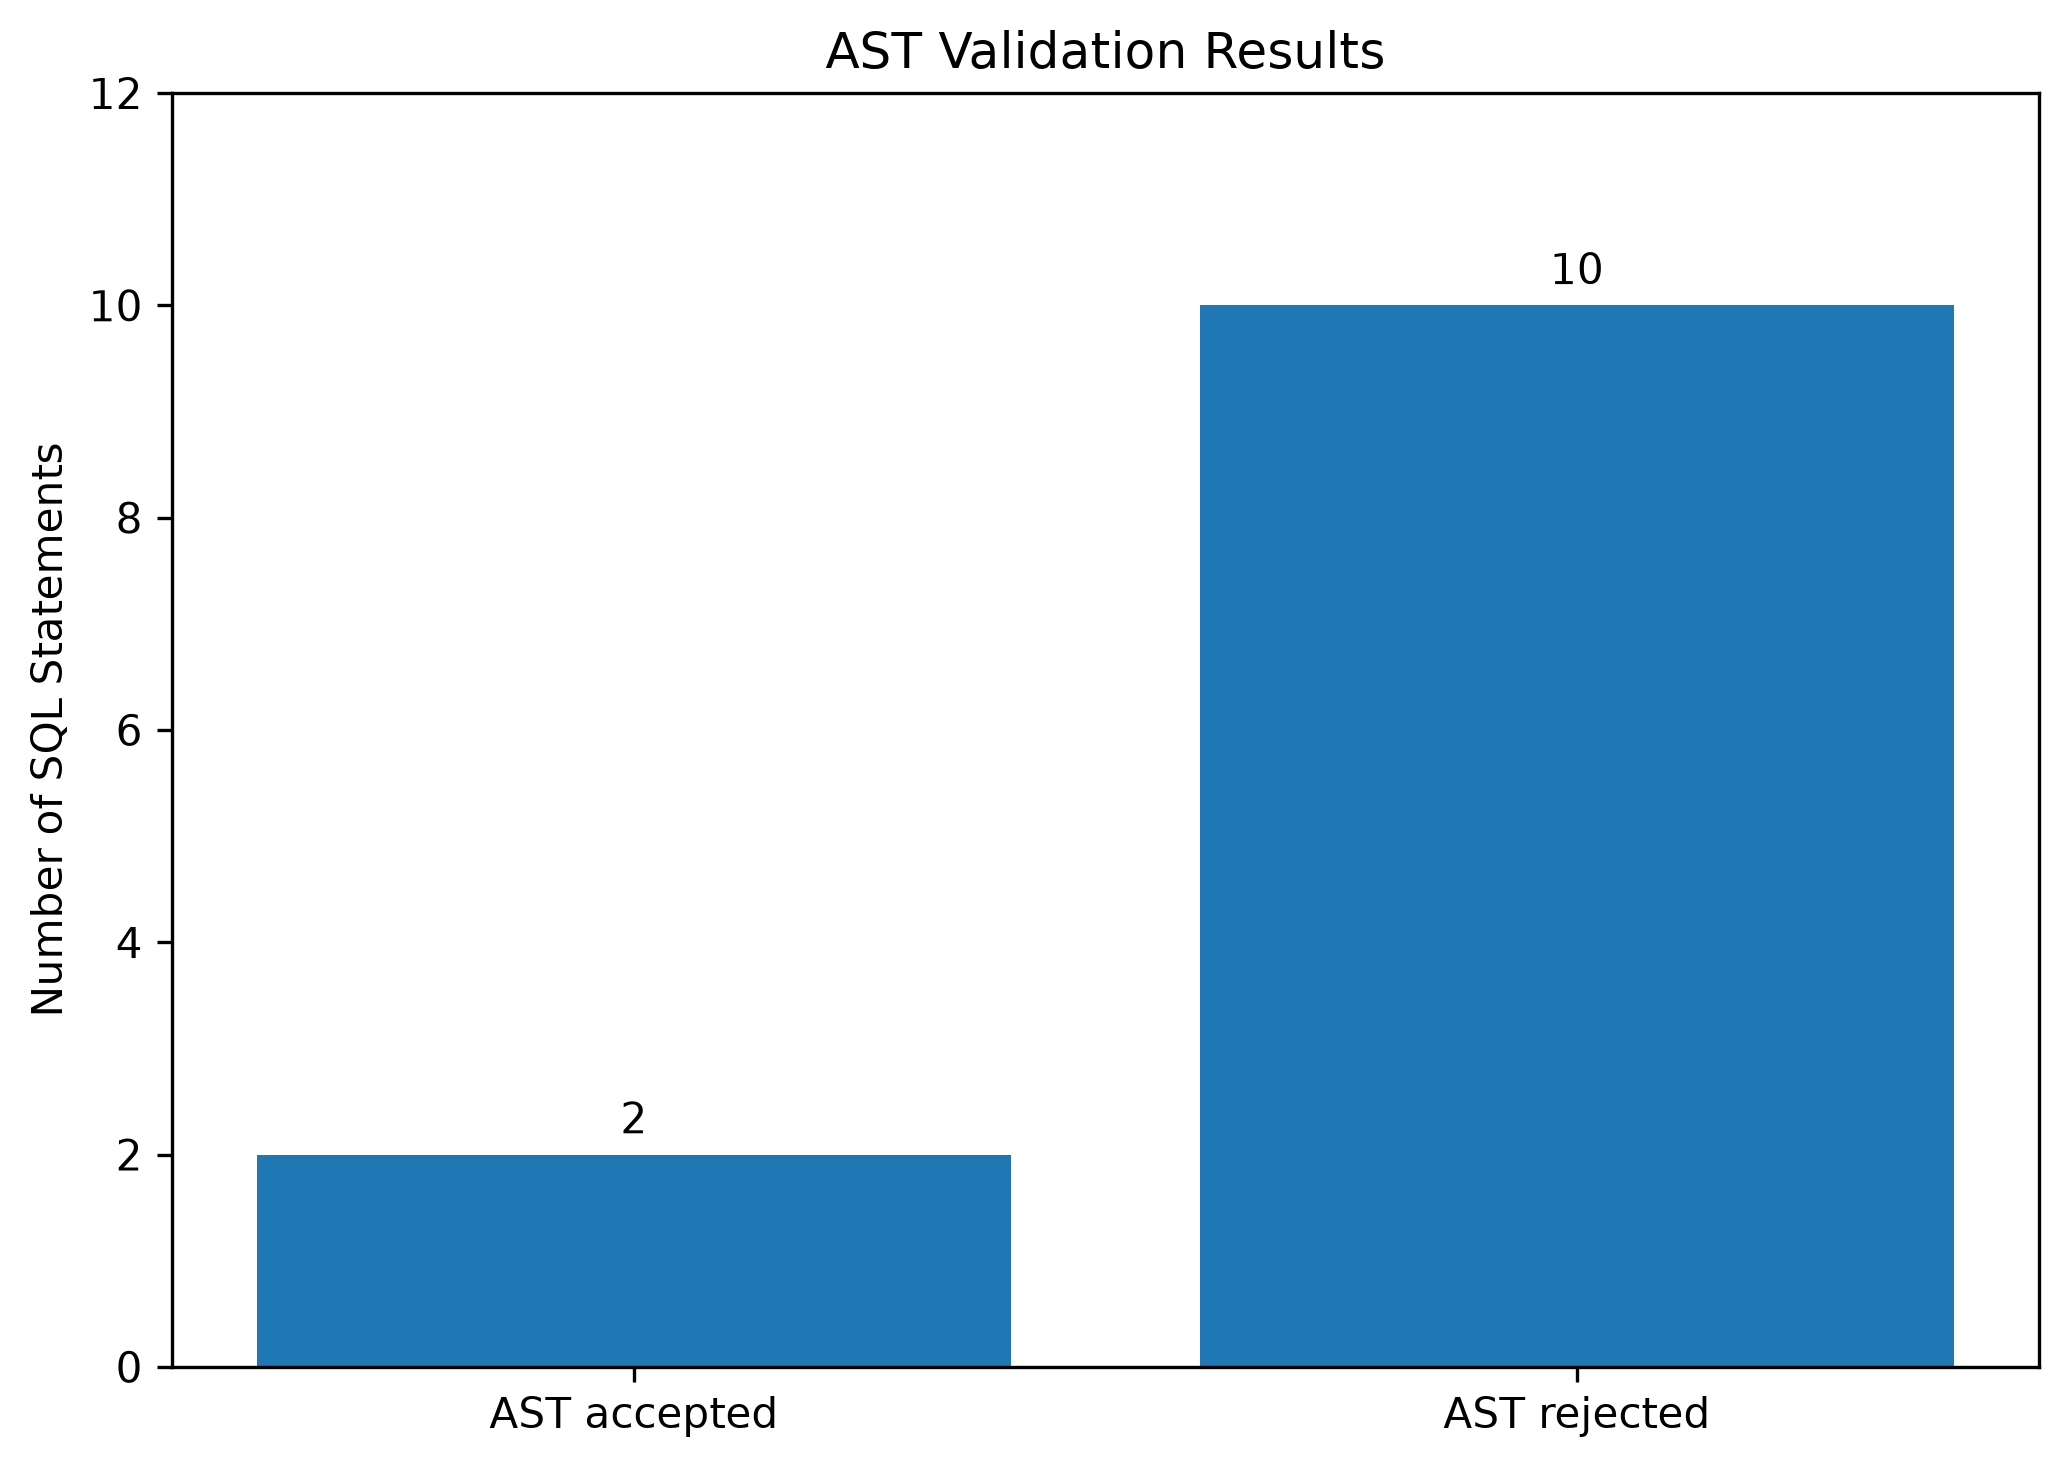 AST Validation Results
12
10
8
6
4
2
0
Number of SQL Statements
2
10
AST accepted
AST rejected